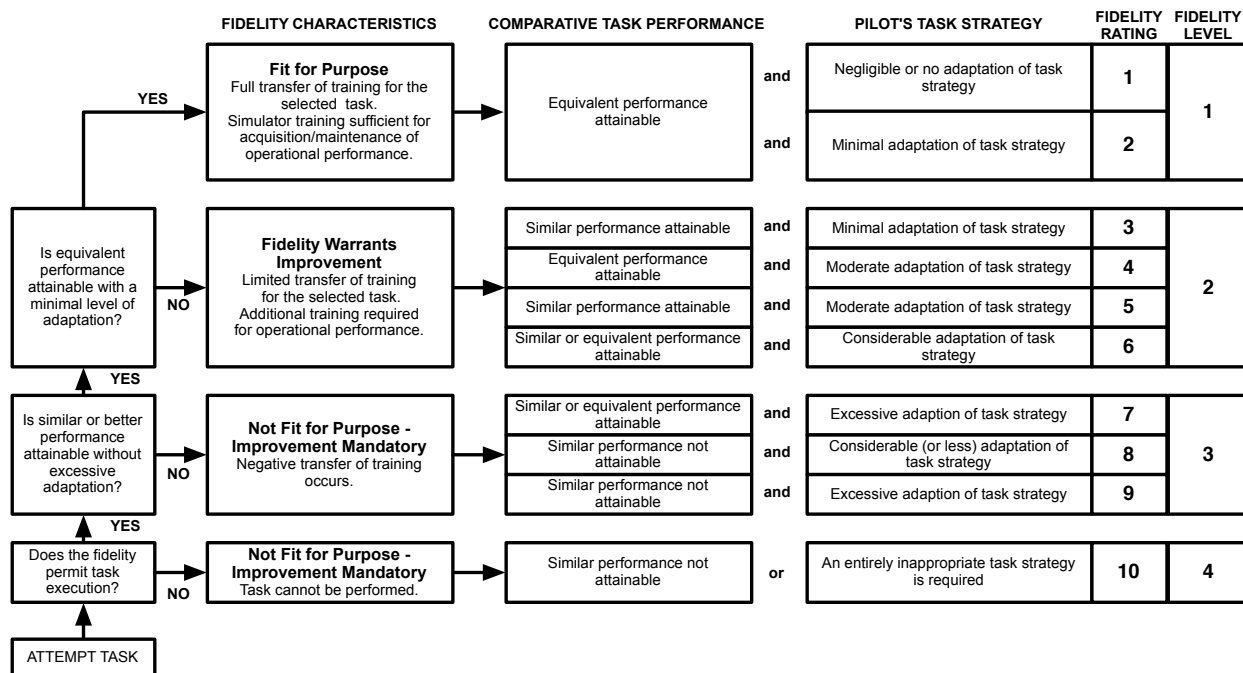 FIDELITY CHARACTERISTICS
COMPARATIVE TASK PERFORMANCE
PILOT'S TASK STRATEGY
FIDELITY
RATING
FIDELITY
LEVEL
YES
Fit for Purpose
Full transfer of training for the
selected task.
Simulator training sufficient for
acquisition/maintenance of
operational performance.
Equivalent performance
attainable
and
Negligible or no adaptation of task
strategy
1
and
Minimal adaptation of task strategy
2
1
Is equivalent
performance
attainable with a
minimal level of
adaptation?
NO
Fidelity Warrants
Improvement
Limited transfer of training
for the selected task.
Additional training required
for operational performance.
Similar performance attainable
and
Minimal adaptation of task strategy
3
Equivalent performance
attainable
and
Moderate adaptation of task strategy
4
Similar performance attainable
and
Moderate adaptation of task strategy
5
Similar or equivalent performance
attainable
and
Considerable adaptation of task
strategy
6
2
YES
Is similar or better
performance
attainable without
excessive
adaptation?
NO
Not Fit for Purpose -
Improvement Mandatory
Negative transfer of training
occurs.
Similar or equivalent performance
attainable
and
Excessive adaption of task strategy
7
Similar performance not
attainable
and
Considerable (or less) adaptation of
task strategy
8
Similar performance not
attainable
and
Excessive adaption of task strategy
9
3
YES
Does the fidelity
permit task
execution?
NO
Not Fit for Purpose -
Improvement Mandatory
Task cannot be performed.
Similar performance not
attainable
or
An entirely inappropriate task strategy
is required
10
4
ATTEMPT TASK